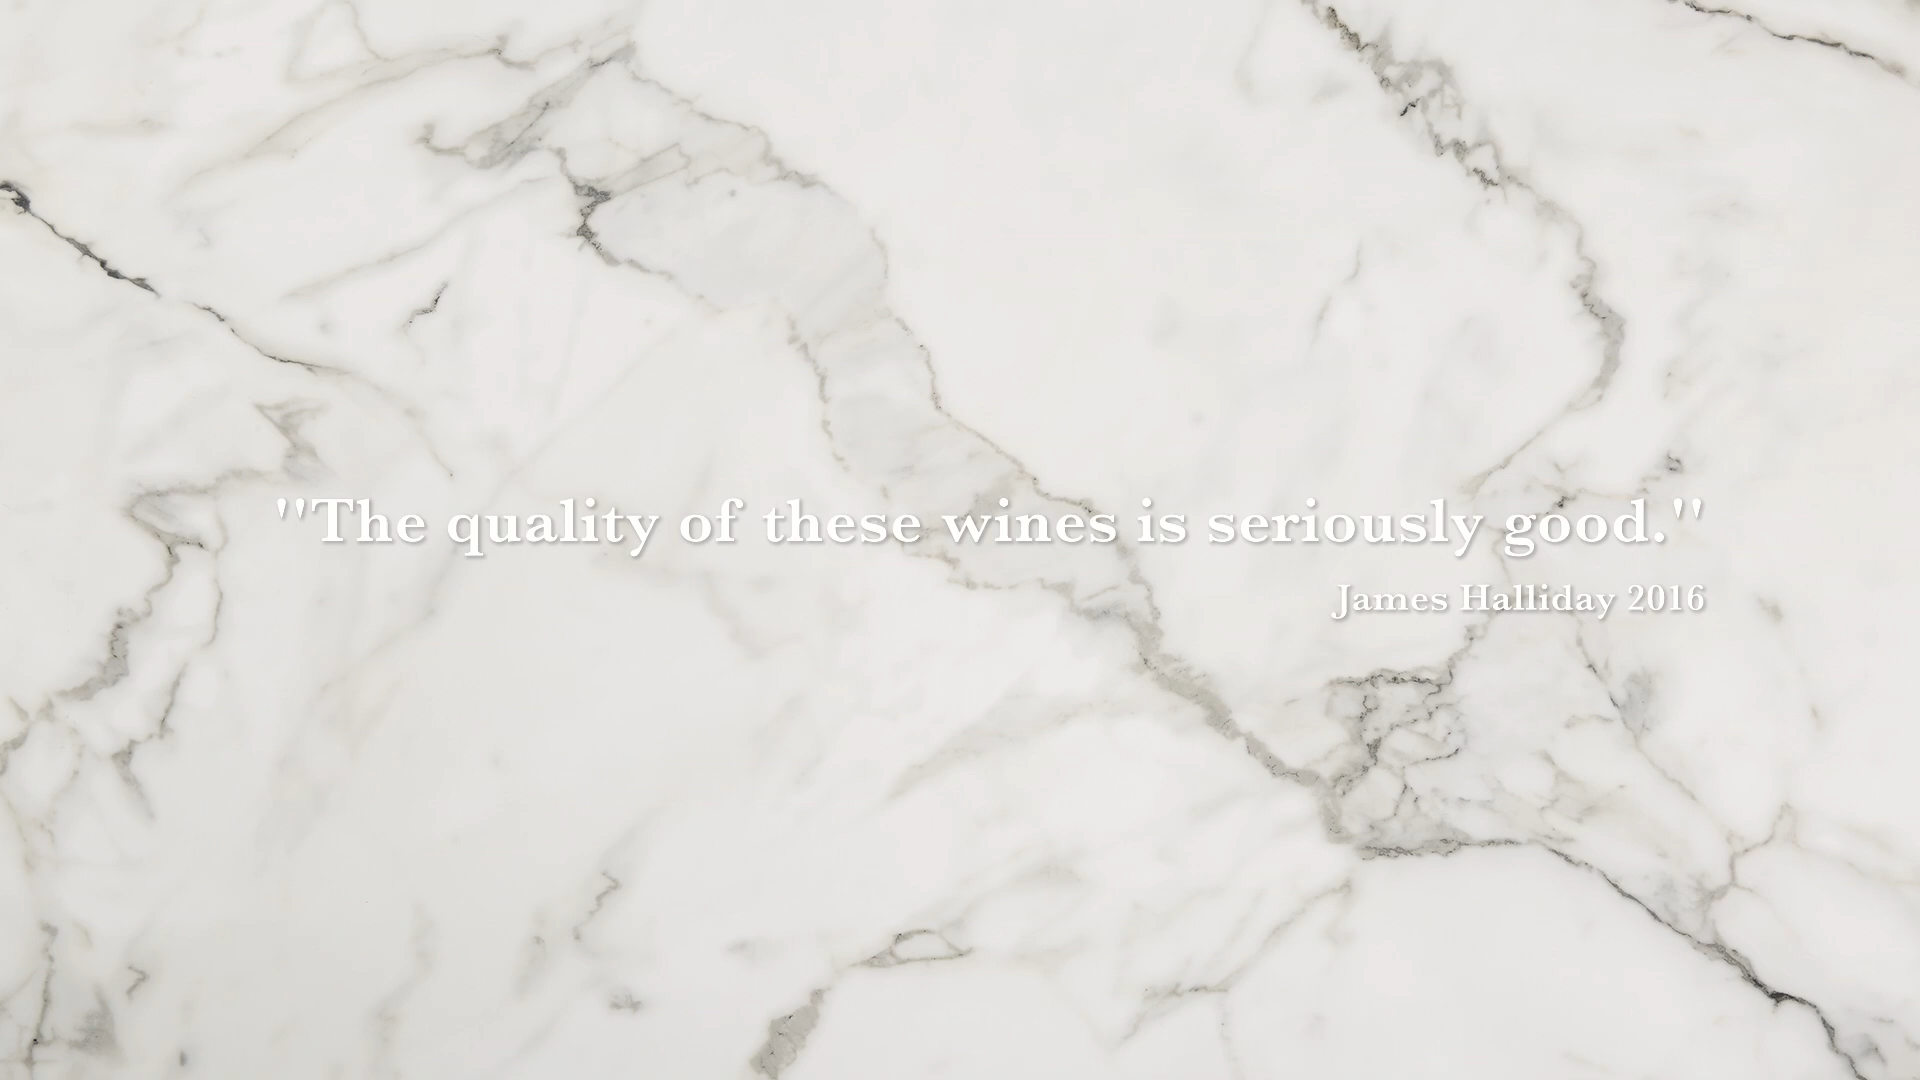 "The quality of these wines is seriously good."
James Halliday 2016